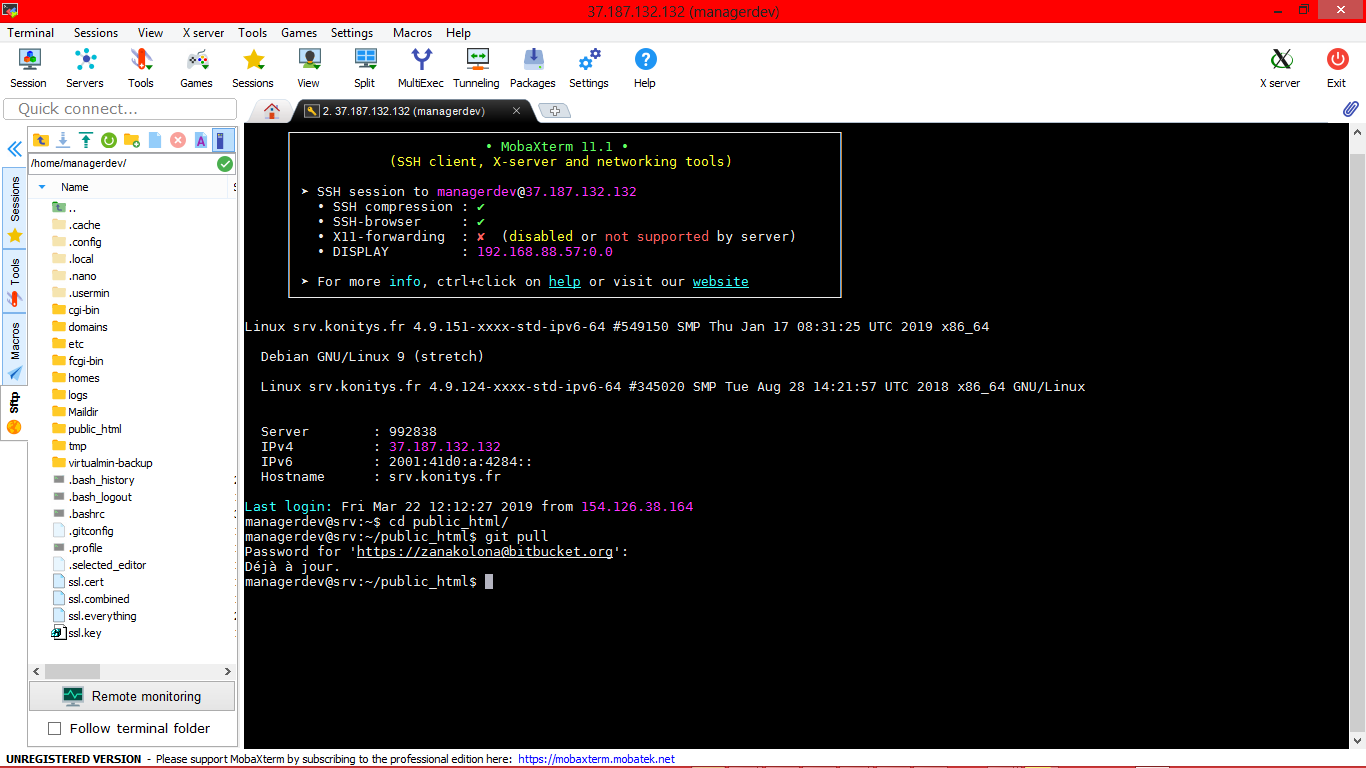 37.187.132.132 (managerdev)
Terminal Sessions View X server Tools Games Settings Macros Help
Session Servers Tools Games Sessions View Split MultiExec Tunneling Packages Settings Help X server Exit
Quick connect...
2. 37.187.132.132 (managerdev)
Sessions
Tools
Macros
Sftp
/home/managerdev/
Name
..
.cache
.config
.local
.nano
.usermin
cgi-bin
domains
etc
fcgi-bin
homes
logs
Maildir
public_html
tmp
virtualmin-backup
.bash_history
.bash_logout
.bashrc
.gitconfig
.profile
.selected_editor
ssl.cert
ssl.combined
ssl.everything
ssl.key
Remote monitoring
Follow terminal folder
• MobaXterm 11.1 •
(SSH client, X-server and networking tools)
➤ SSH session to managerdev@37.187.132.132
• SSH compression : ✔
• SSH-browser : ✔
• X11-forwarding : ✘ (disabled or not supported by server)
• DISPLAY : 192.168.88.57:0.0
➤ For more info, ctrl+click on help or visit our website
Linux srv.konitys.fr 4.9.151-xxxx-std-ipv6-64 #549150 SMP Thu Jan 17 08:31:25 UTC 2019 x86_64
Debian GNU/Linux 9 (stretch)
Linux srv.konitys.fr 4.9.124-xxxx-std-ipv6-64 #345020 SMP Tue Aug 28 14:21:57 UTC 2018 x86_64 GNU/Linux
Server : 992838
IPv4 : 37.187.132.132
IPv6 : 2001:41d0:a:4284::
Hostname : srv.konitys.fr
Last login: Fri Mar 22 12:12:27 2019 from 154.126.38.164
managerdev@srv:~$ cd public_html/
managerdev@srv:~/public_html$ git pull
Password for 'https://zanakolona@bitbucket.org':
Déjà à jour.
managerdev@srv:~/public_html$
UNREGISTERED VERSION - Please support MobaXterm by subscribing to the professional edition here: https://mobaxterm.mobatek.net